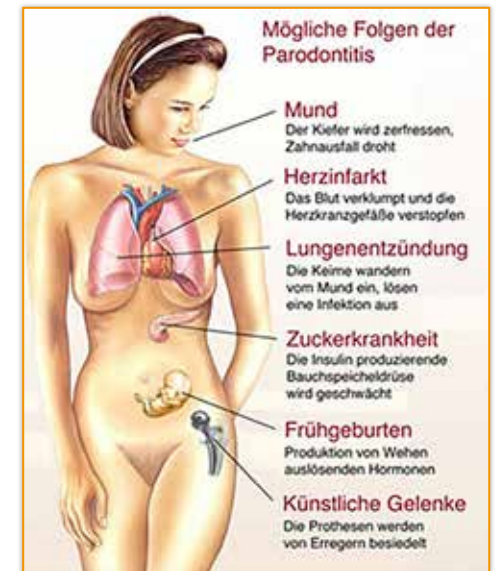 Mögliche Folgen der
Parodontitis
Mund
Der Kiefer wird zerfressen,
Zahnausfall droht
Herzinfarkt
Das Blut verklumpt und die
Herzkranzgefäße verstopfen
Lungenentzündung
Die Keime wandern
vom Mund ein, lösen
eine Infektion aus
Zuckerkrankheit
Die Insulin produzierende
Bauchspeicheldrüse
wird geschwächt
Frühgeburten
Produktion von Wehen
auslösenden Hormonen
Künstliche Gelenke
Die Prothesen werden
von Erregern besiedelt